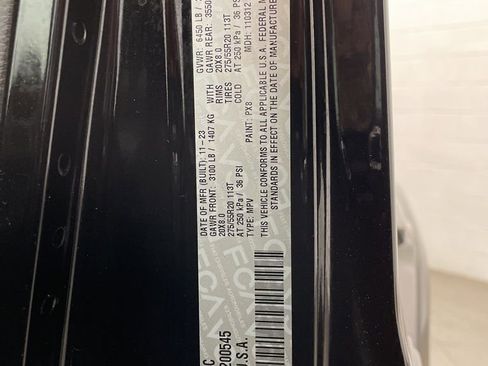 DATE OF MFR (BUILT): 11-23 GVWR: 6450 LB /
GAWR FRONT: 3100 LB / 1407 KG WITH GAWR REAR: 3550
20X8.0 RIMS 20X8.0
275/55R20 113T TIRES 275/55R20 113T
AT 250 kPa / 36 PSI COLD AT 250 kPa / 36 PSI
MDH: 110312
TYPE: MPV PAINT: PX8
THIS VEHICLE CONFORMS TO ALL APPLICABLE U.S.A. FEDERAL M
STANDARDS IN EFFECT ON THE DATE OF MANUFACTURE
C
200545
U.S.A.
FCA